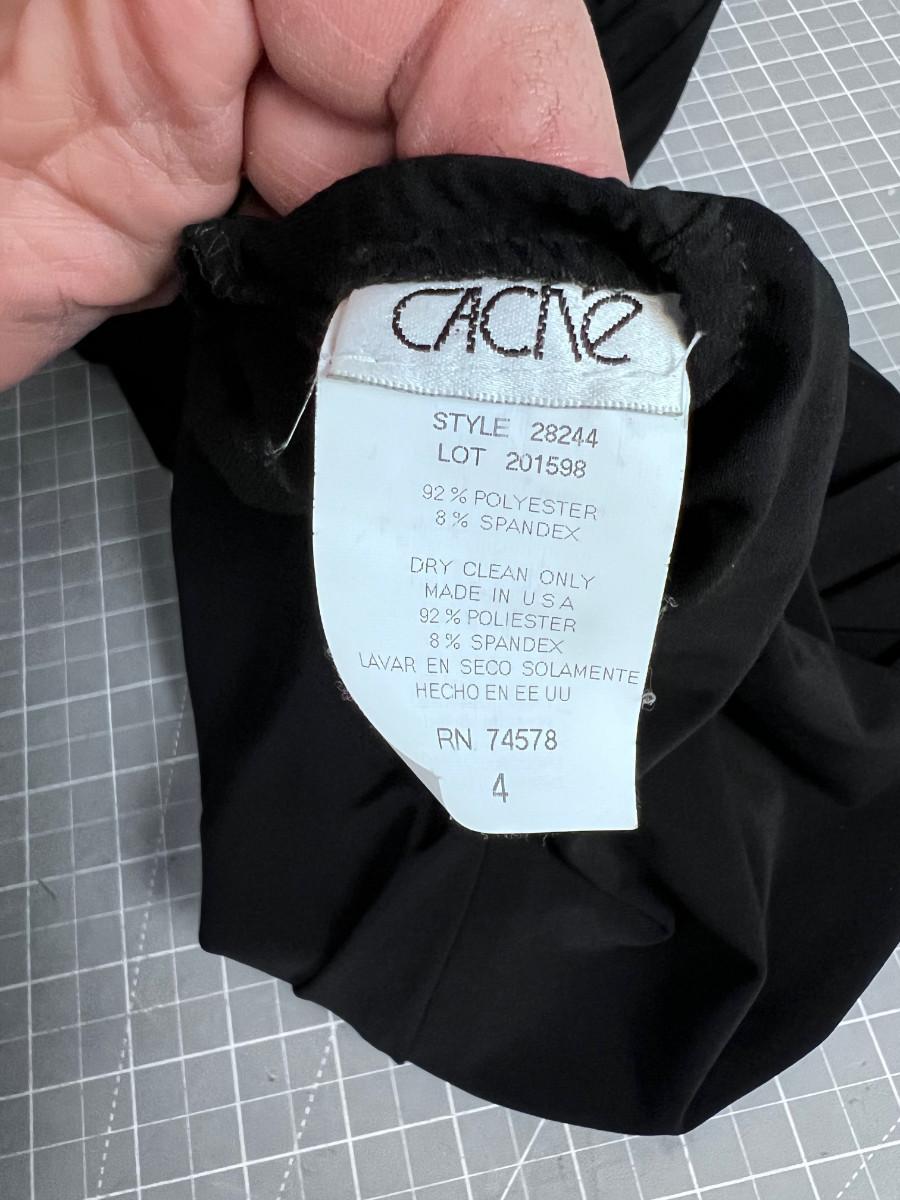 CACHE
STYLE 28244
LOT 201598
92 % POLYESTER
8 % SPANDEX
DRY CLEAN ONLY
MADE IN U S A
92 % POLIESTER
8 % SPANDEX
LAVAR EN SECO SOLAMENTE
HECHO EN EE UU
RN 74578
4